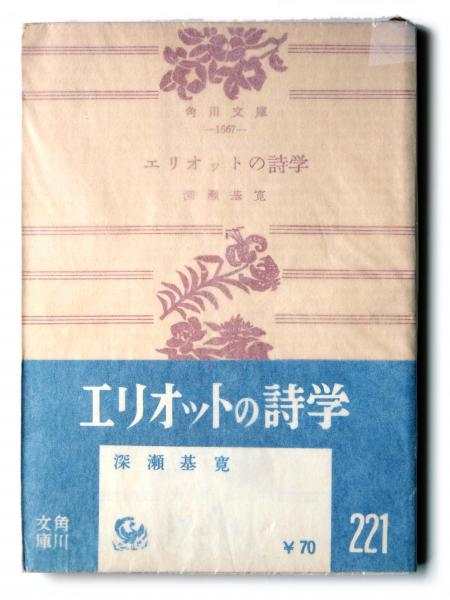 角川文庫
—1667—
エリオットの詩学
深瀬基寛
エリオットの詩学
深瀬基寛
角川
文庫
¥70
221